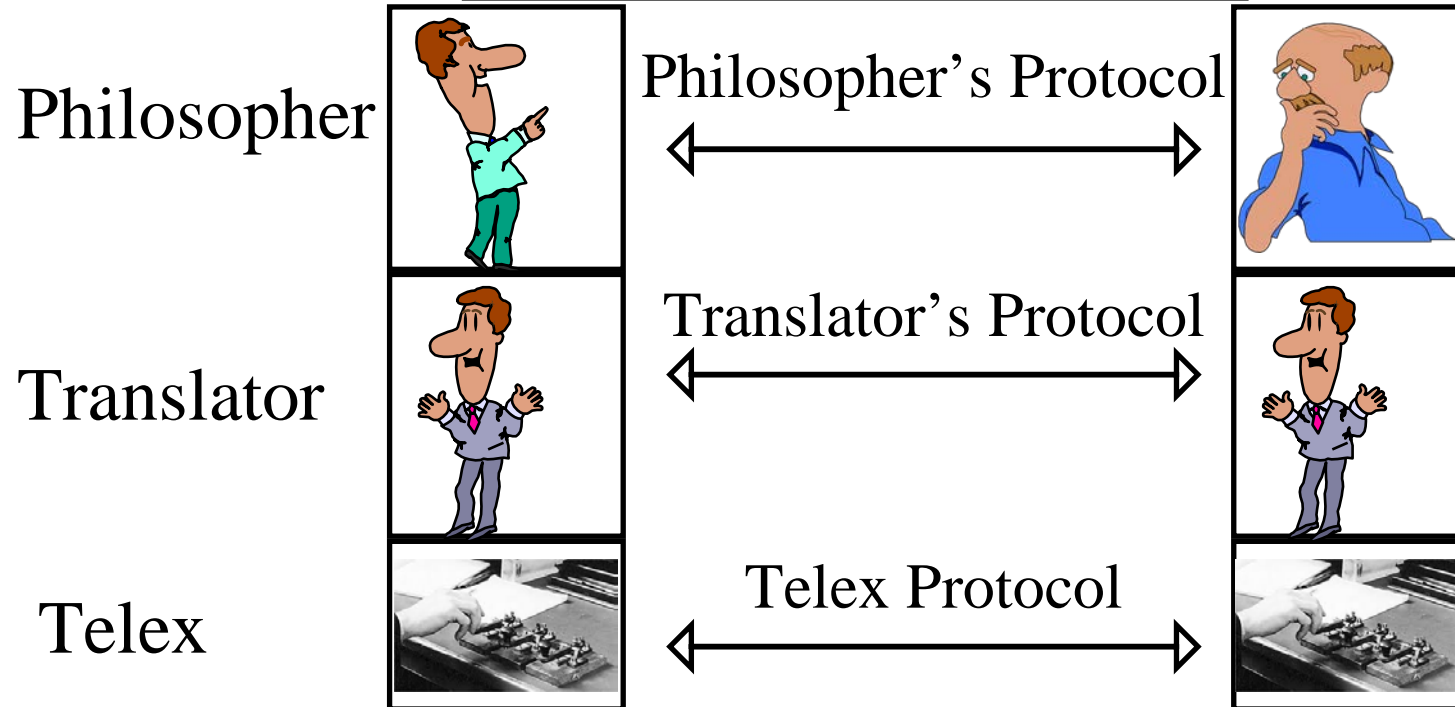 Philosopher
Philosopher’s Protocol
Translator
Translator’s Protocol
Telex
Telex Protocol